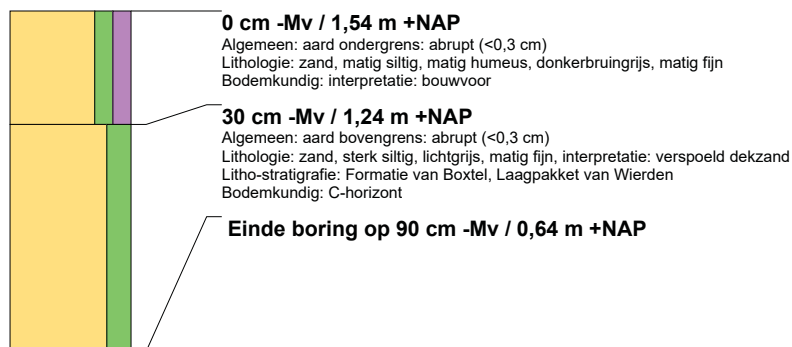 0 cm -Mv / 1,54 m +NAP
Algemeen: aard ondergrens: abrupt (<0,3 cm)
Lithologie: zand, matig siltig, matig humeus, donkerbruingrijs, matig fijn
Bodemkundig: interpretatie: bouwvoor
30 cm -Mv / 1,24 m +NAP
Algemeen: aard bovengrens: abrupt (<0,3 cm)
Lithologie: zand, sterk siltig, lichtgrijs, matig fijn, interpretatie: verspoeld dekzand
Litho-stratigrafie: Formatie van Boxtel, Laagpakket van Wierden
Bodemkundig: C-horizont
Einde boring op 90 cm -Mv / 0,64 m +NAP